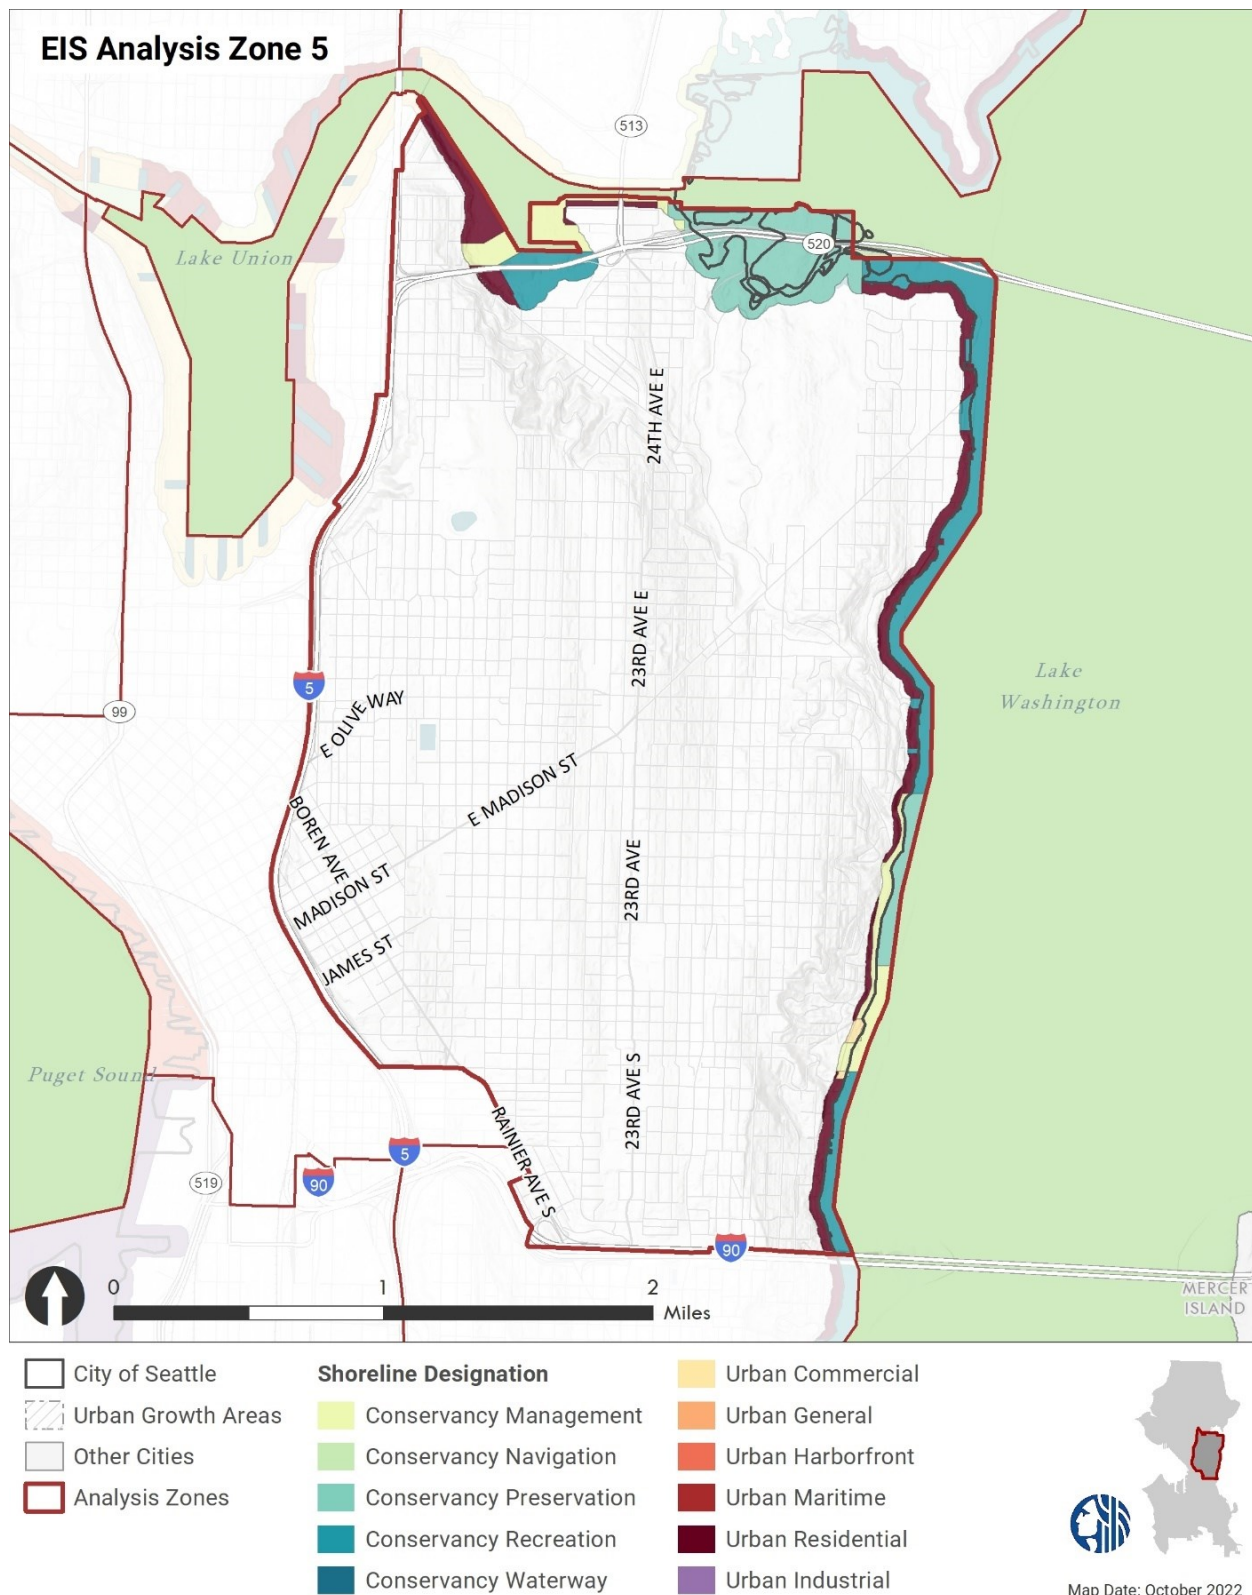 EIS Analysis Zone 5
513
520
Lake Union
24TH AVE E
23RD AVE E
Lake
Washington
5
99
E OLIVE WAY
E MADISON ST
BOREN AVE
MADISON ST
23RD AVE
JAMES ST
Puget Sound
23RD AVE S
RAINIER AVE S
5
519
90
90
MERCER
ISLAND
0
1
2
Miles
City of Seattle
Urban Growth Areas
Other Cities
Analysis Zones
Shoreline Designation
Conservancy Management
Conservancy Navigation
Conservancy Preservation
Conservancy Recreation
Conservancy Waterway
Urban Commercial
Urban General
Urban Harborfront
Urban Maritime
Urban Residential
Urban Industrial
Map Date: October 2022